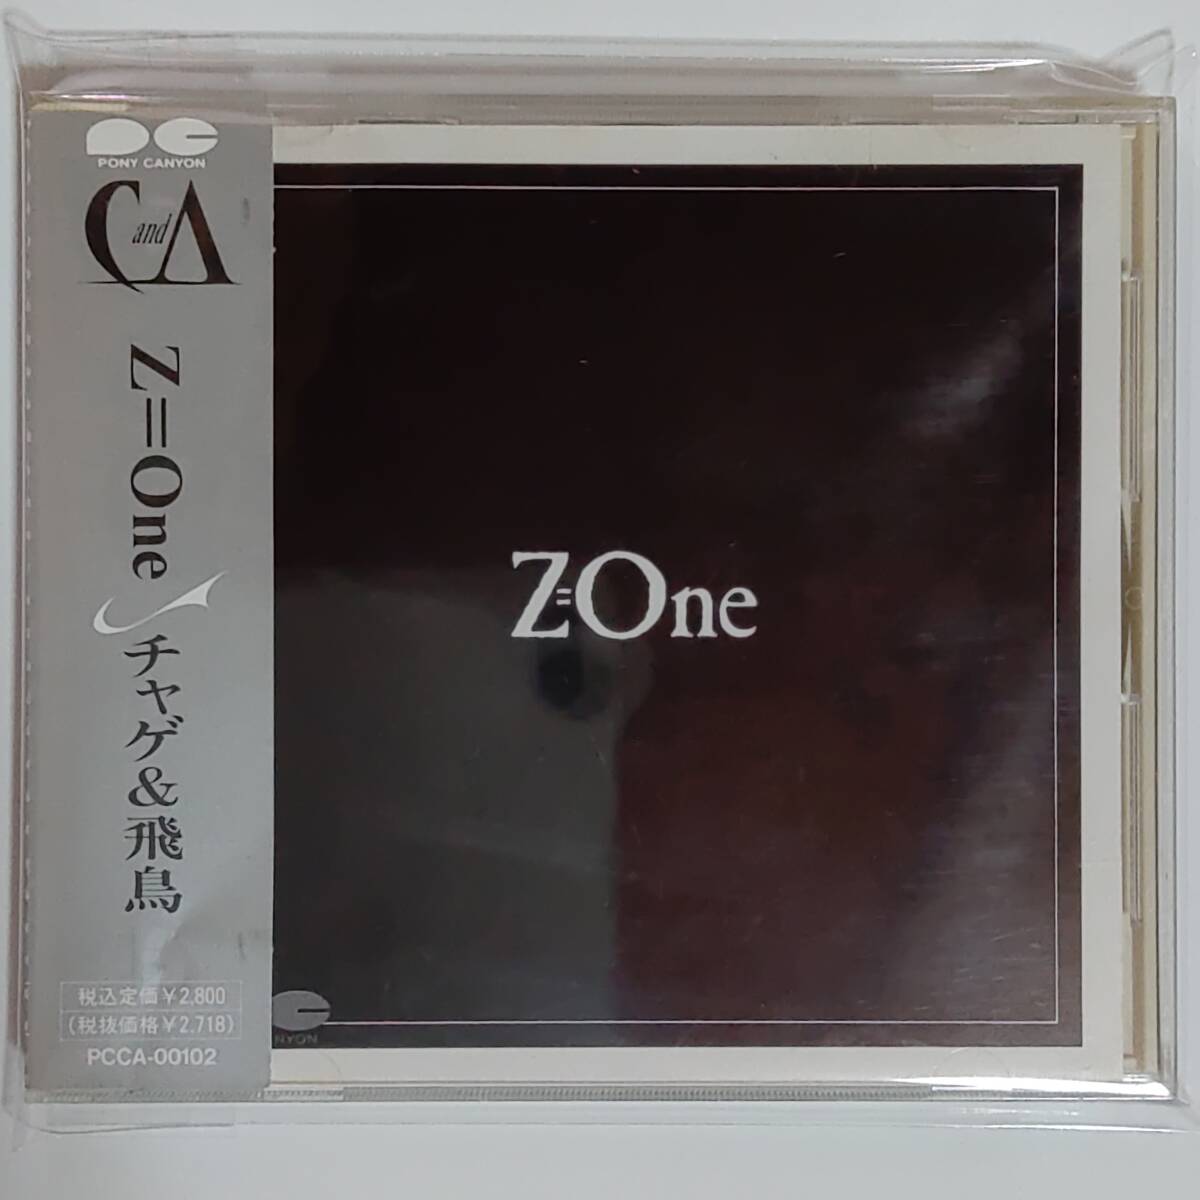 PONY CANYON
C and A
Z=One
チャゲ&飛鳥
税込定価¥2,800
(税抜価格¥2,718)
PCCA-00102
Z=One
NYON